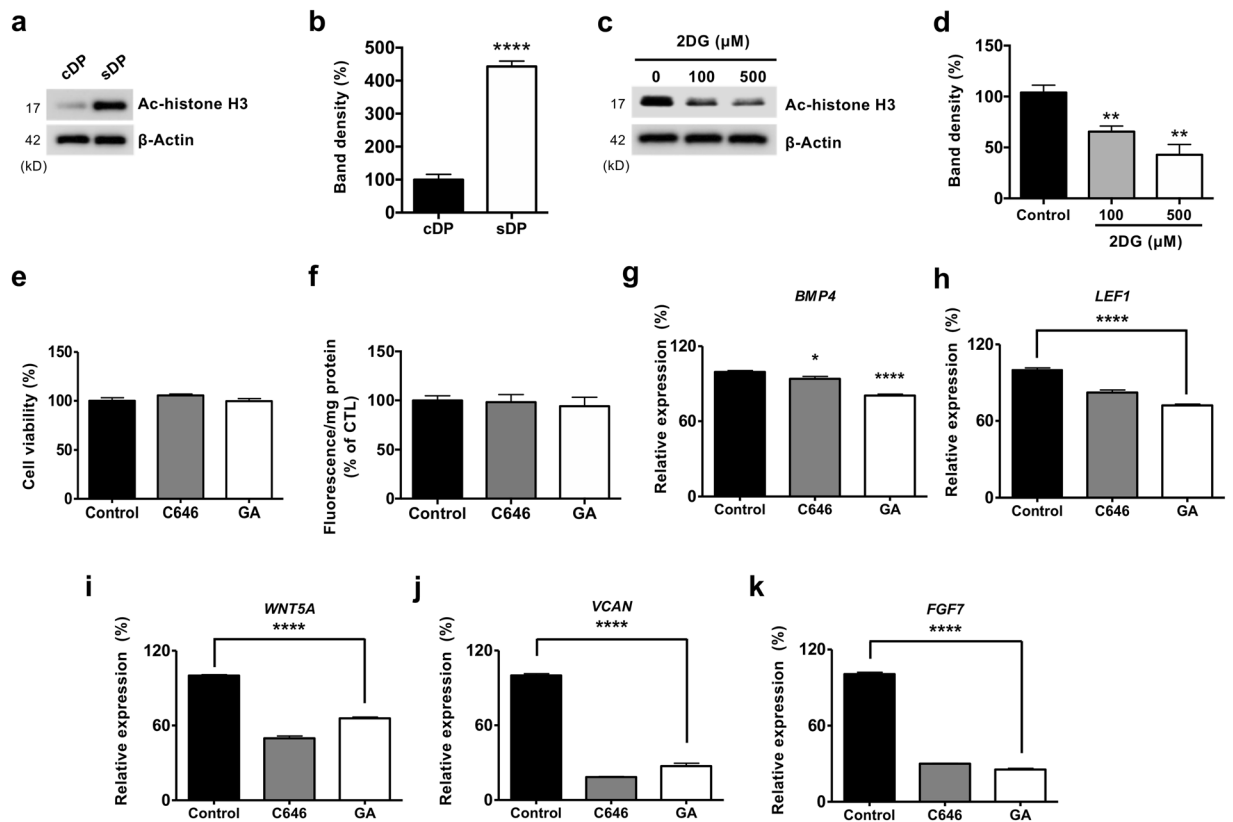 a
cDP sDP
17 Ac-histone H3
42 β-Actin
(kD)
b
Band density (%)
500
400
300
200
100
0
****
cDP sDP
c
2DG (μM)
0 100 500
17 Ac-histone H3
42 β-Actin
(kD)
d
Band density (%)
150
100
50
0
** **
Control 100 500
2DG (μM)
e
Cell viability (%)
150
100
50
0
Control C646 GA
f
Fluorescence/mg protein
(% of CTL)
150
100
50
0
Control C646 GA
g
BMP4
Relative expression (%)
120
60
0
* ****
Control C646 GA
h
LEF1
****
Relative expression (%)
120
60
0
Control C646 GA
i
WNT5A
****
Relative expression (%)
120
60
0
Control C646 GA
j
VCAN
****
Relative expression (%)
120
60
0
Control C646 GA
k
FGF7
****
Relative expression (%)
120
60
0
Control C646 GA